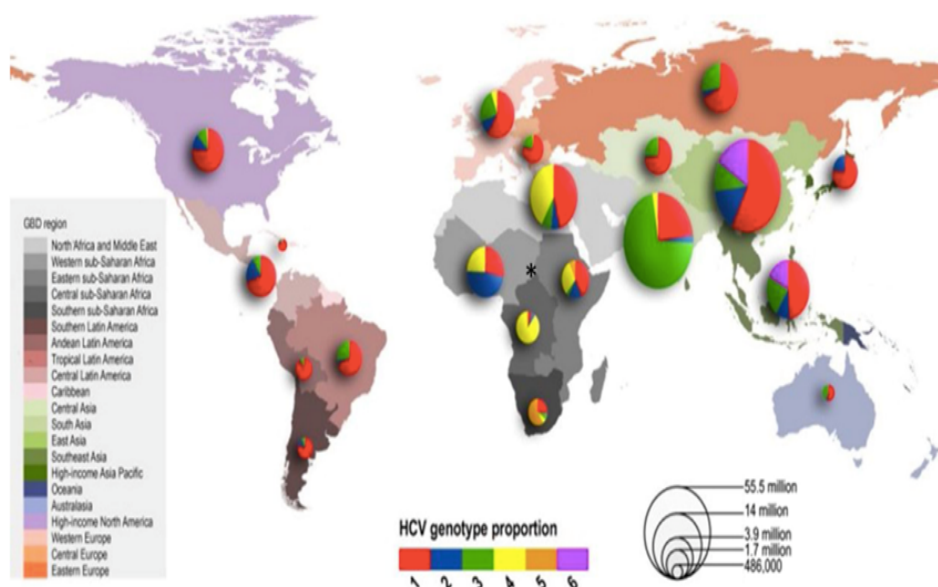 GBD region
North Africa and Middle East
Western sub-Saharan Africa
Eastern sub-Saharan Africa
Central sub-Saharan Africa
Southern sub-Saharan Africa
Southern Latin America
Andean Latin America
Tropical Latin America
Central Latin America
Caribbean
Central Asia
South Asia
East Asia
Southeast Asia
High-income Asia Pacific
Oceania
Australasia
High-income North America
Western Europe
Central Europe
Eastern Europe
*
HCV genotype proportion
1 2 3 4 5 6
55.5 million
14 million
3.9 million
1.7 million
486,000